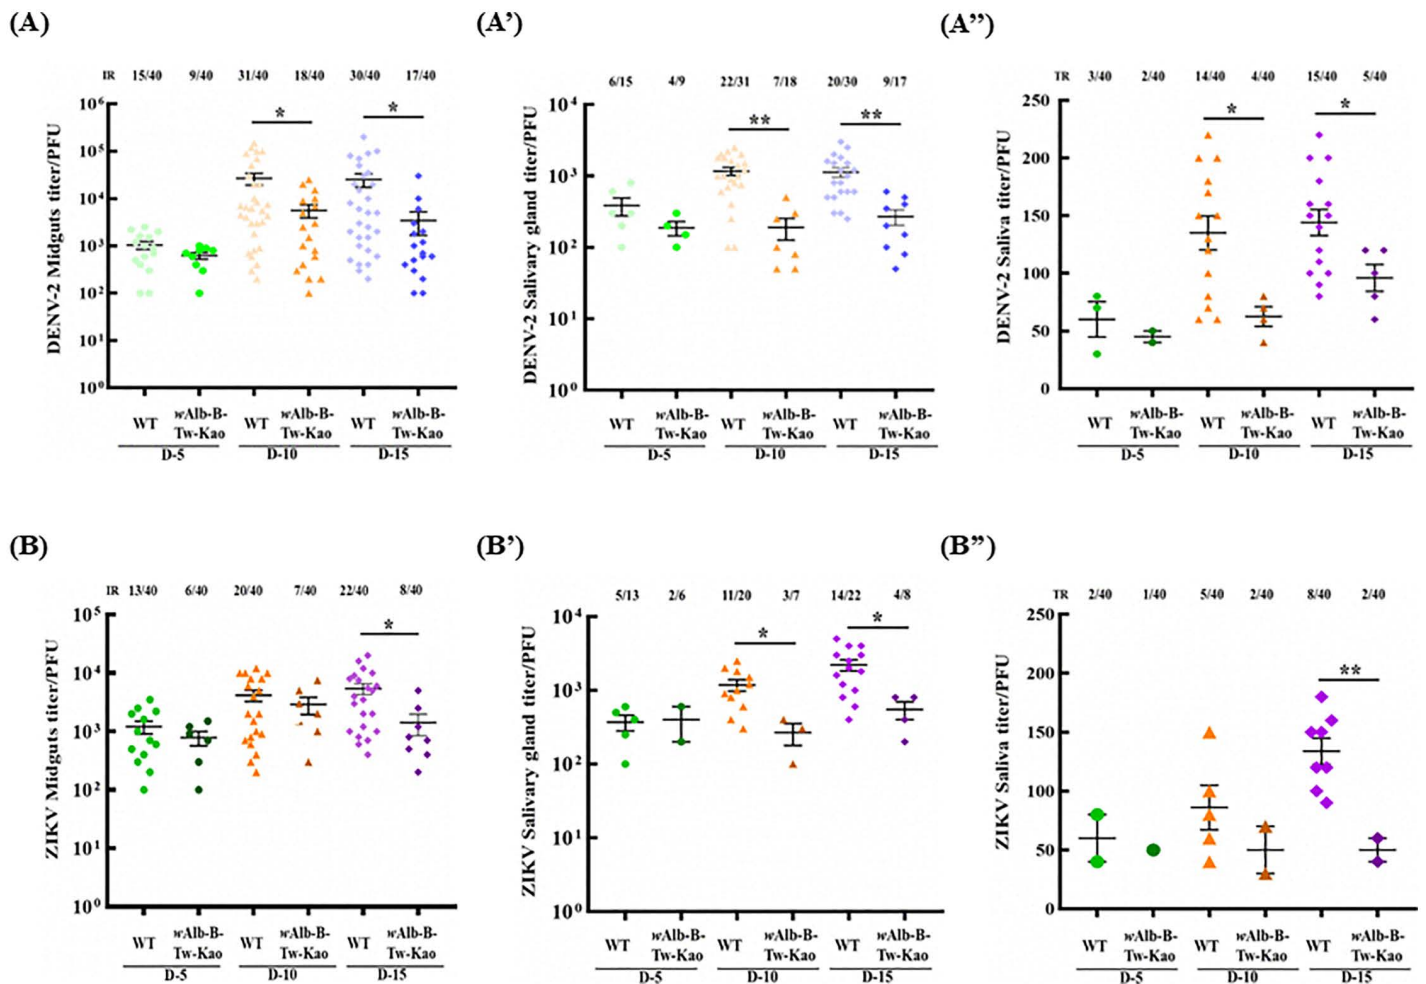 (A)
IR 15/40 9/40 31/40 18/40 30/40 17/40
DENV-2 Midguts titer/PFU
10⁶
10⁵
10⁴
10³
10²
10¹
10⁰
* *
WT wAlb-B-Tw-Kao WT wAlb-B-Tw-Kao WT wAlb-B-Tw-Kao
D-5 D-10 D-15
(A’)
6/15 4/9 22/31 7/18 20/30 9/17
DENV-2 Salivary gland titer/PFU
10⁴
10³
10²
10¹
10⁰
** **
WT wAlb-B-Tw-Kao WT wAlb-B-Tw-Kao WT wAlb-B-Tw-Kao
D-5 D-10 D-15
(A’’)
TR 3/40 2/40 14/40 4/40 15/40 5/40
DENV-2 Saliva titer/PFU
250
200
150
100
50
0
* *
WT wAlb-B-Tw-Kao WT wAlb-B-Tw-Kao WT wAlb-B-Tw-Kao
D-5 D-10 D-15
(B)
IR 13/40 6/40 20/40 7/40 22/40 8/40
ZIKV Midguts titer/PFU
10⁵
10⁴
10³
10²
10¹
10⁰
*
WT wAlb-B-Tw-Kao WT wAlb-B-Tw-Kao WT wAlb-B-Tw-Kao
D-5 D-10 D-15
(B’)
5/13 2/6 11/20 3/7 14/22 4/8
ZIKV Salivary gland titer/PFU
10⁴
10³
10²
10¹
10⁰
* *
WT wAlb-B-Tw-Kao WT wAlb-B-Tw-Kao WT wAlb-B-Tw-Kao
D-5 D-10 D-15
(B’’)
TR 2/40 1/40 5/40 2/40 8/40 2/40
ZIKV Saliva titer/PFU
250
200
150
100
50
0
**
WT wAlb-B-Tw-Kao WT wAlb-B-Tw-Kao WT wAlb-B-Tw-Kao
D-5 D-10 D-15